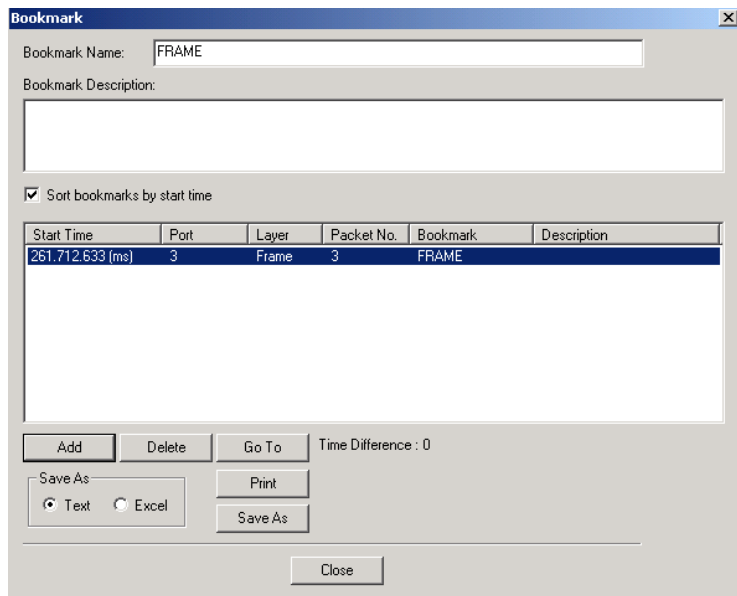 Bookmark
Bookmark Name: FRAME
Bookmark Description:
Sort bookmarks by start time
Start Time Port Layer Packet No. Bookmark Description
261.712.633 (ms) 3 Frame 3 FRAME
Add Delete Go To Time Difference : 0
Save As Print
Text Excel
Save As
Close